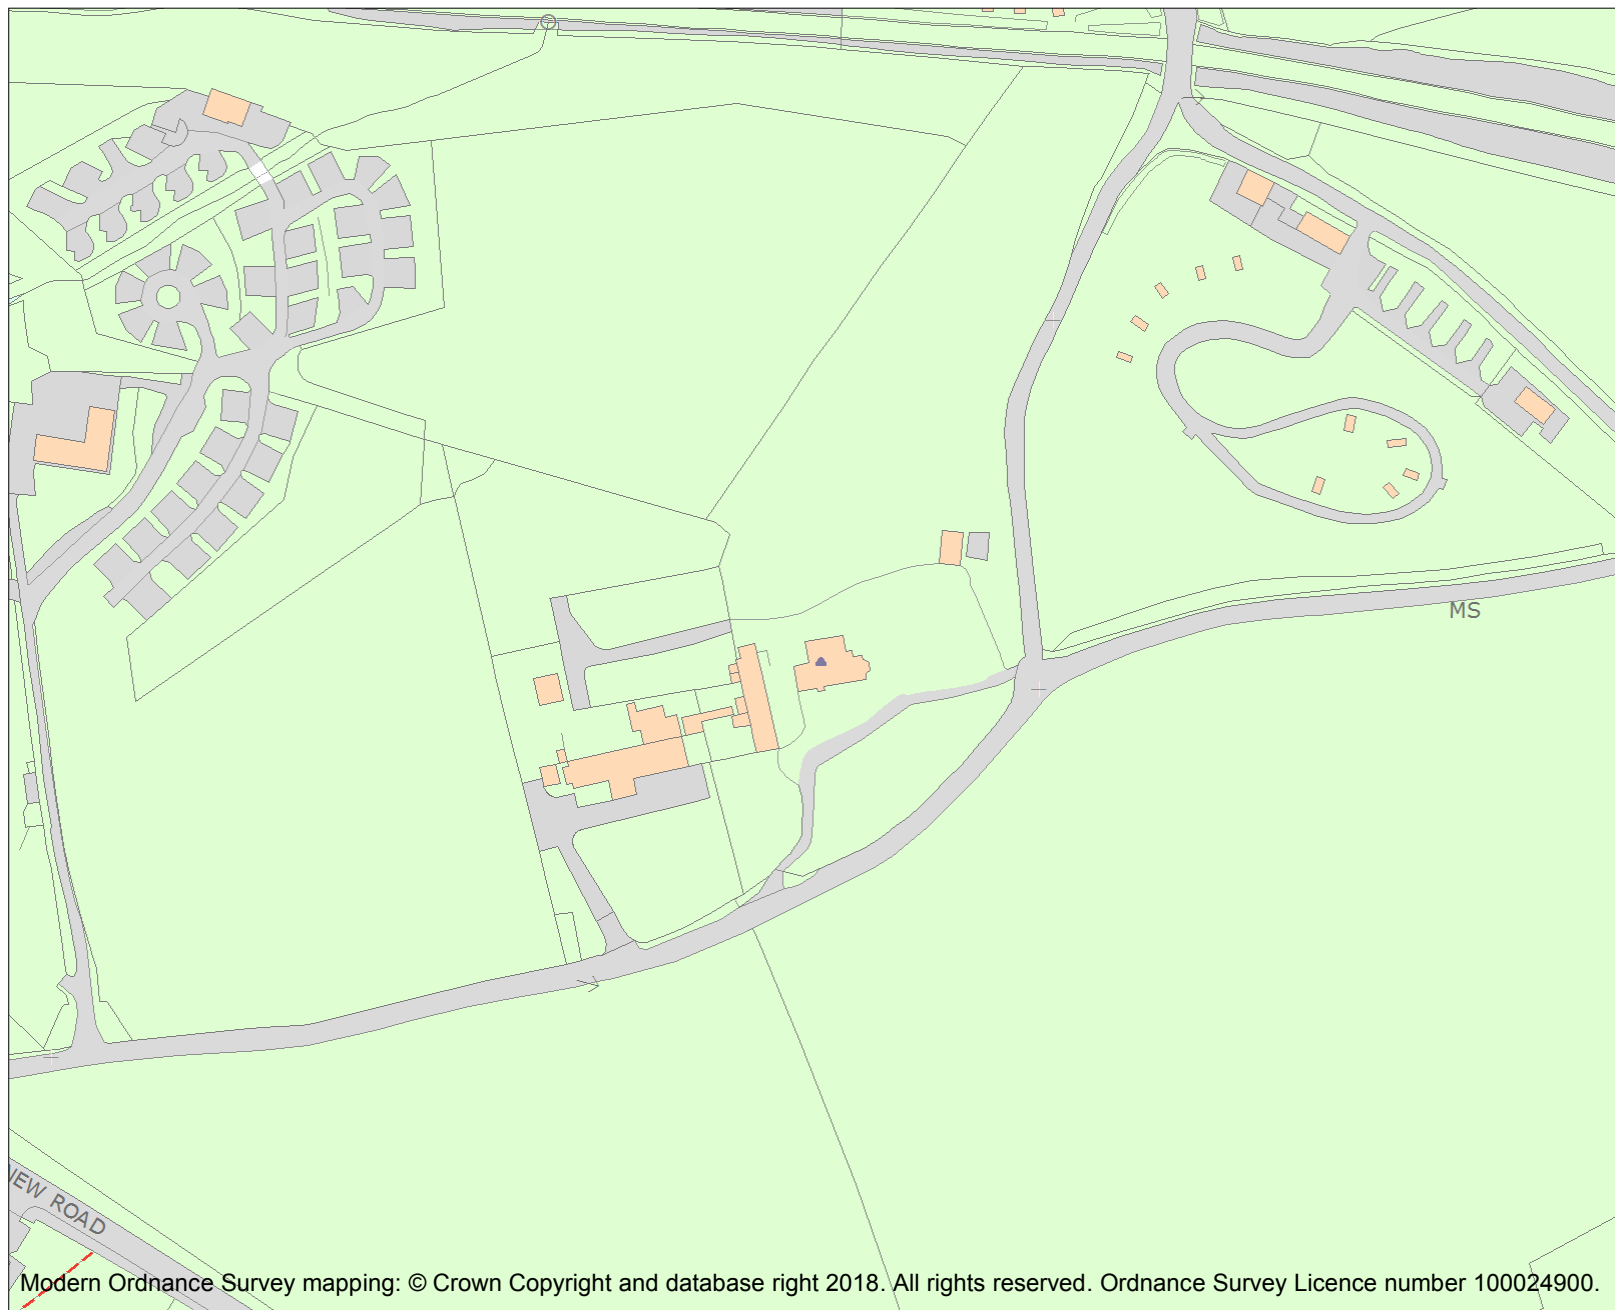 MS
NEW ROAD
Modern Ordnance Survey mapping: © Crown Copyright and database right 2018. All rights reserved. Ordnance Survey Licence number 100024900.